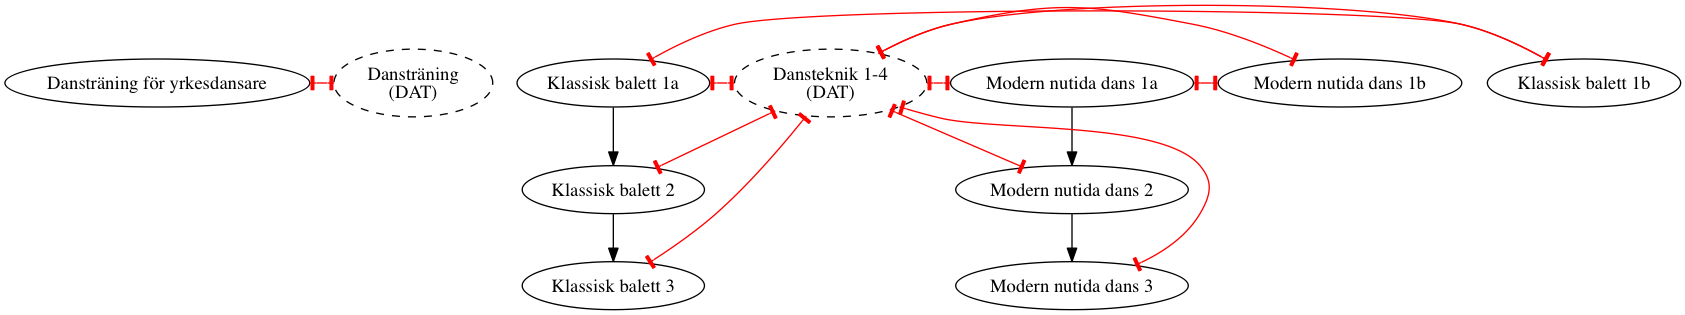 Dansträning för yrkesdansare
Dansträning
(DAT)
Klassisk balett 1a
Dansteknik 1-4
(DAT)
Modern nutida dans 1a
Modern nutida dans 1b
Klassisk balett 1b
Klassisk balett 2
Modern nutida dans 2
Klassisk balett 3
Modern nutida dans 3